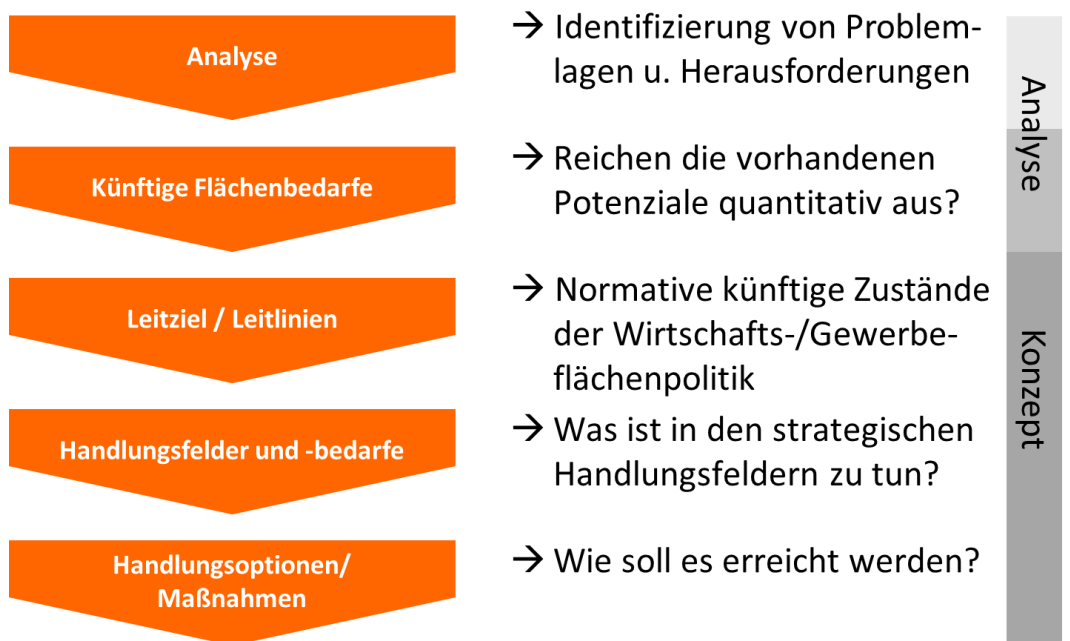 Analyse
→ Identifizierung von Problem-
lagen u. Herausforderungen
Künftige Flächenbedarfe
→ Reichen die vorhandenen
Potenziale quantitativ aus?
Leitziel / Leitlinien
→ Normative künftige Zustände
der Wirtschafts-/Gewerbe-
flächenpolitik
Handlungsfelder und -bedarfe
→ Was ist in den strategischen
Handlungsfeldern zu tun?
Handlungsoptionen/
Maßnahmen
→ Wie soll es erreicht werden?
Analyse
Konzept